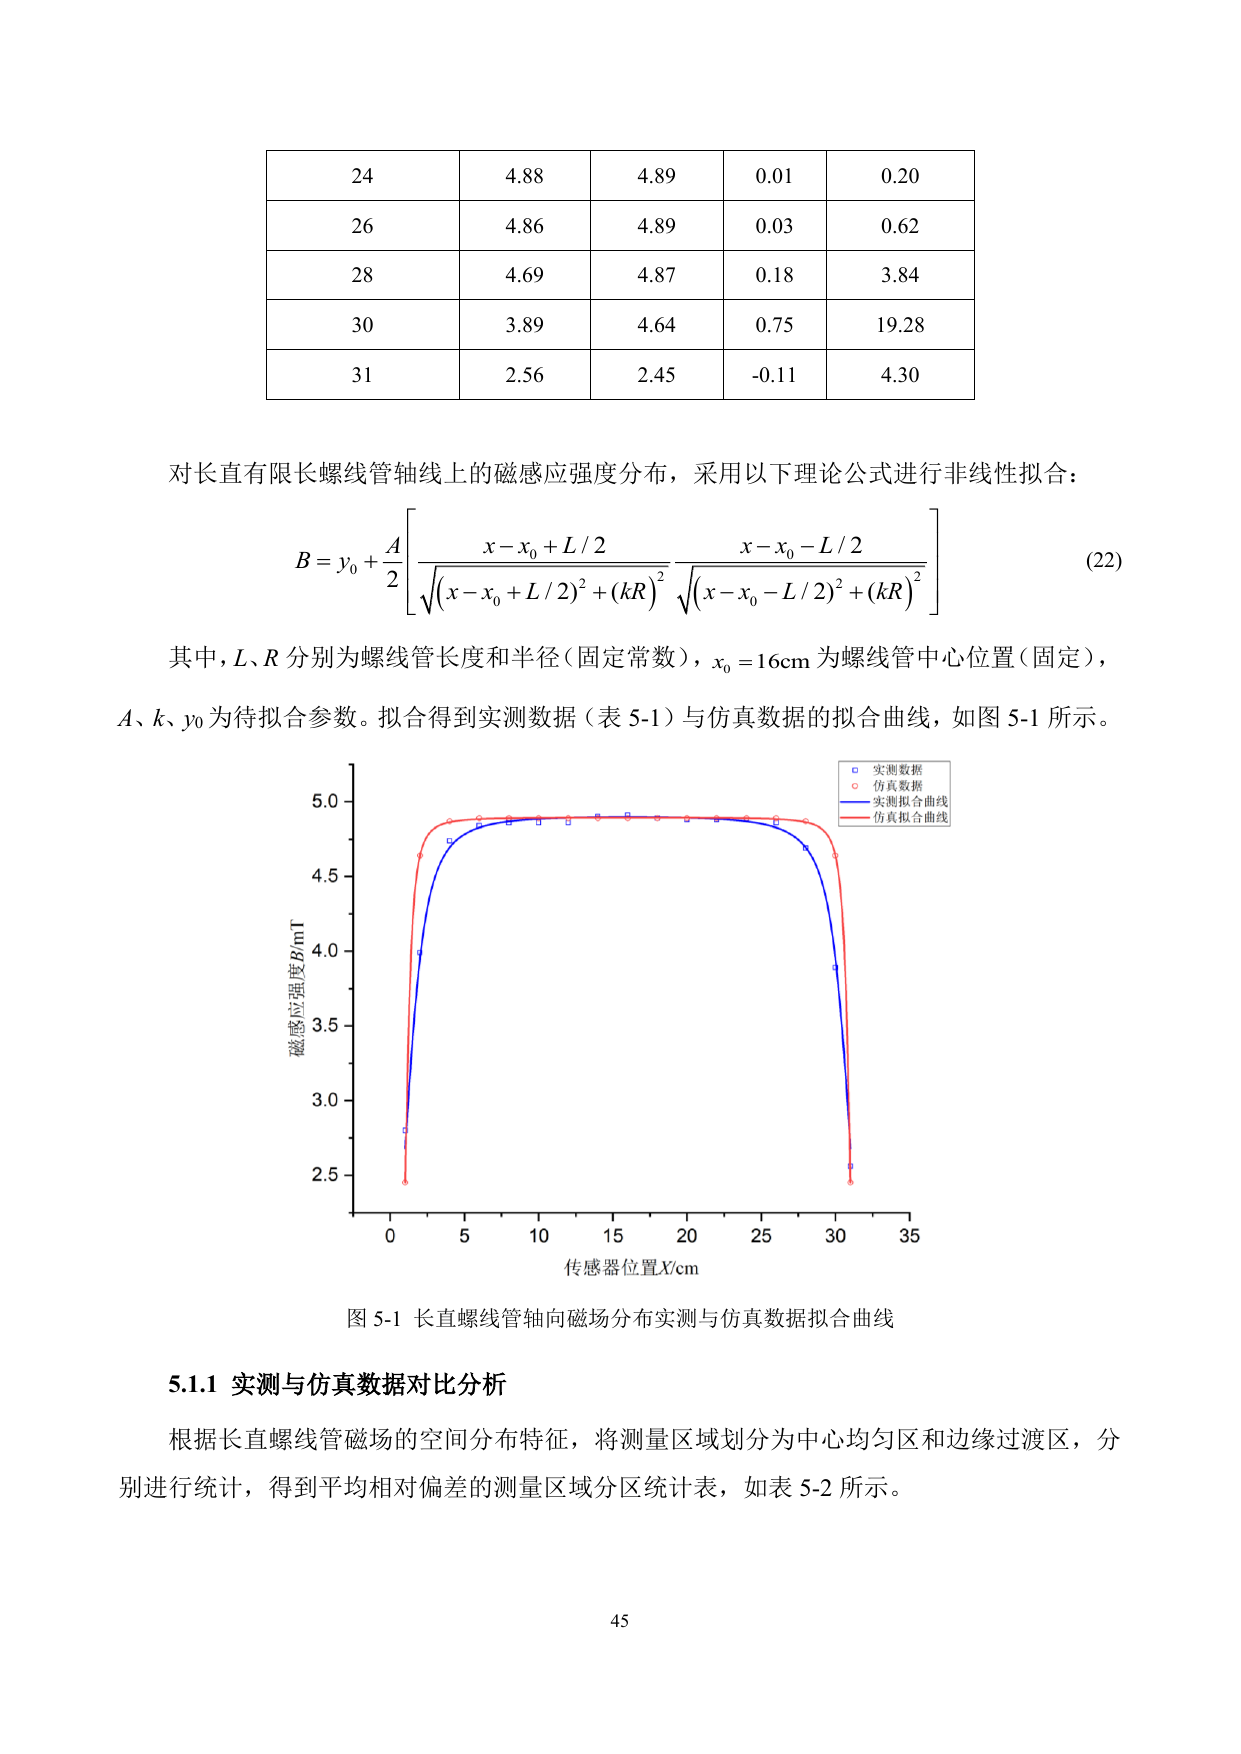 24 4.88 4.89 0.01 0.20
26 4.86 4.89 0.03 0.62
28 4.69 4.87 0.18 3.84
30 3.89 4.64 0.75 19.28
31 2.56 2.45 -0.11 4.30
对长直有限长螺线管轴线上的磁感应强度分布，采用以下理论公式进行非线性拟合：
B = y₀ + A/2 [ (x − x₀ + L / 2)/√((x − x₀ + L / 2)² + (kR)²) (x − x₀ − L / 2)/√((x − x₀ − L / 2)² + (kR)²) ] (22)
其中，L、R 分别为螺线管长度和半径（固定常数），x₀ = 16cm 为螺线管中心位置（固定），
A、k、y₀ 为待拟合参数。拟合得到实测数据（表 5-1）与仿真数据的拟合曲线，如图 5-1 所示。
实测数据
仿真数据
实测拟合曲线
仿真拟合曲线
5.0
4.5
4.0
3.5
3.0
2.5
磁感应强度B/mT
0 5 10 15 20 25 30 35
传感器位置X/cm
图 5-1 长直螺线管轴向磁场分布实测与仿真数据拟合曲线
5.1.1 实测与仿真数据对比分析
根据长直螺线管磁场的空间分布特征，将测量区域划分为中心均匀区和边缘过渡区，分
别进行统计，得到平均相对偏差的测量区域分区统计表，如表 5-2 所示。
45